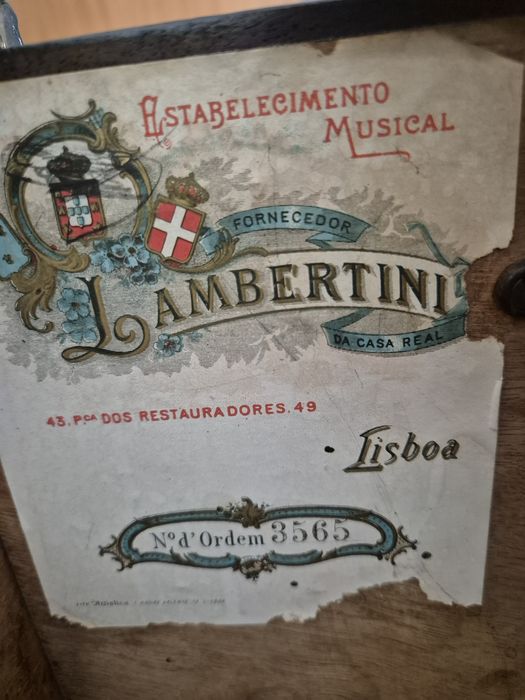 ESTABELECIMENTO
MUSICAL
FORNECEDOR
LAMBERTINI
DA CASA REAL
43. PÇA DOS RESTAURADORES. 49
Lisboa
Nº d'Ordem 3565